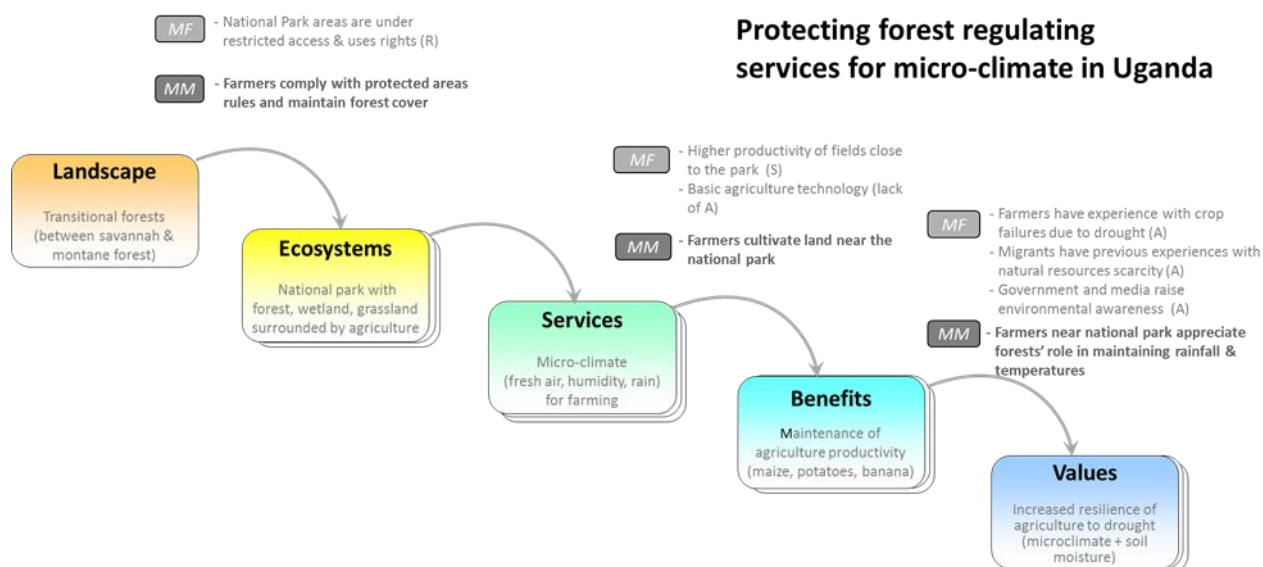 Protecting forest regulating
services for micro-climate in Uganda
MF
- National Park areas are under
restricted access & uses rights (R)
MM
- Farmers comply with protected areas
rules and maintain forest cover
Landscape
Transitional forests
(between savannah &
montane forest)
Ecosystems
National park with
forest, wetland, grassland
surrounded by agriculture
MF
- Higher productivity of fields close
to the park (S)
- Basic agriculture technology (lack
of A)
MM
- Farmers cultivate land near the
national park
Services
Micro-climate
(fresh air, humidity, rain)
for farming
MF
- Farmers have experience with crop
failures due to drought (A)
- Migrants have previous experiences with
natural resources scarcity (A)
- Government and media raise
environmental awareness (A)
MM
- Farmers near national park appreciate
forests' role in maintaining rainfall &
temperatures
Benefits
Maintenance of
agriculture productivity
(maize, potatoes, banana)
Values
Increased resilience of
agriculture to drought
(microclimate + soil
moisture)